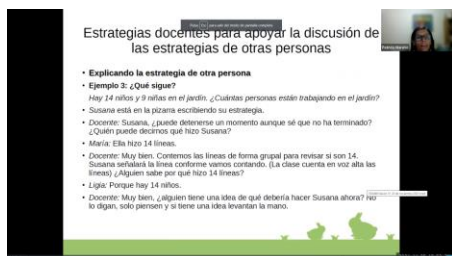 Estrategias docentes para apoyar la discusión de
las estrategias de otras personas
• Explicando la estrategia de otra persona
• Ejemplo 3: ¿Qué sigue?
Hay 14 niños y 9 niñas en el jardín. ¿Cuántas personas están trabajando en el jardín?
• Susana está en la pizarra escribiendo su estrategia.
• Docente: Susana, ¿puede detenerse un momento aunque sé que no ha terminado?
¿Quién puede decirnos qué hizo Susana?
• María: Ella hizo 14 líneas.
• Docente: Muy bien. Contemos las líneas de forma grupal para revisar si son 14.
Susana señalará la línea conforme vamos contando. (La clase cuenta en voz alta las
líneas) ¿Alguien sabe por qué hizo 14 líneas?
• Ligia: Porque hay 14 niños.
• Docente: Muy bien, ¿alguien tiene una idea de qué debería hacer Susana ahora? No
lo digan, solo piensen y si tiene una idea levantan la mano.